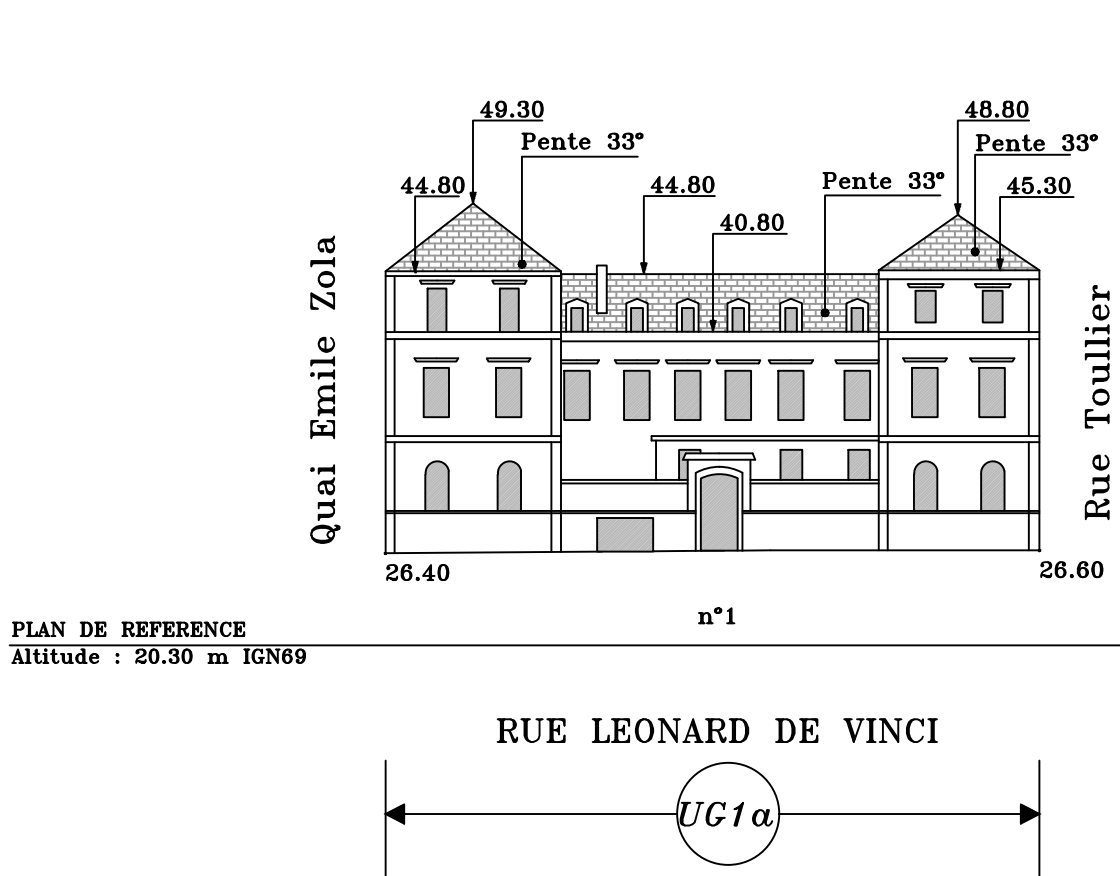 49.30
48.80
Pente 33°
Pente 33°
44.80
44.80
Pente 33°
45.30
40.80
Quai Emile Zola
Rue Toullier
26.40
26.60
n°1
PLAN DE REFERENCE
Altitude : 20.30 m IGN69
RUE LEONARD DE VINCI
UG1a